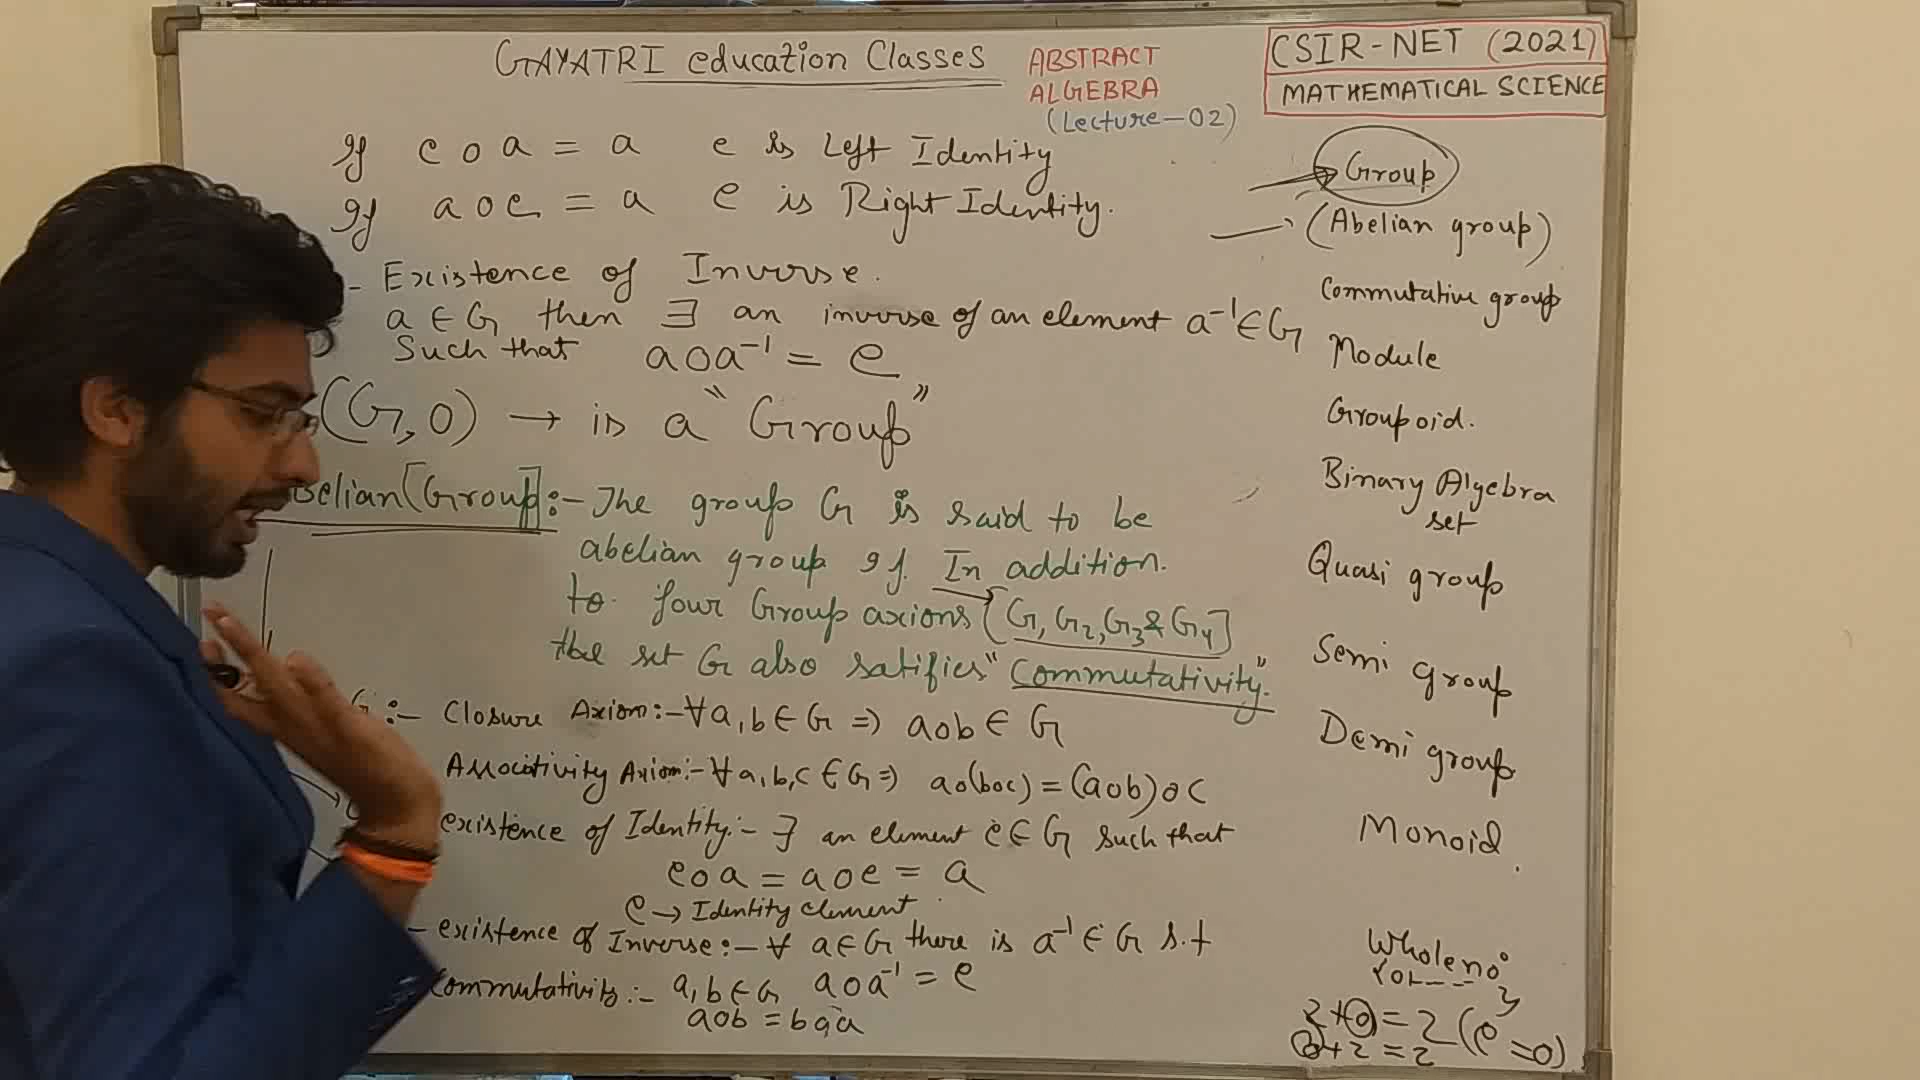 GAYATRI education Classes
ABSTRACT
ALGEBRA
(Lecture-02)
CSIR-NET (2021)
MATHEMATICAL SCIENCE
If e o a = a e is Left Identity
If a o e = a e is Right Identity.
- Existence of Inverse.
a ∈ G then ∃ an inverse of an element a⁻¹ ∈ G
Such that a o a⁻¹ = e
(G, o) → is a "Group"
belian [Group] :- The group G is said to be
abelian group If In addition.
to four Group axions [G, G2, G3 & G4]
the set G also satifies "Commutativity".
G :- Closure Axiom :- ∀ a, b ∈ G ⇒ a o b ∈ G
Associtivity Axiom :- ∀ a, b, c ∈ G ⇒ a o (b o c) = (a o b) o c
existence of Identity :- ∃ an element e ∈ G such that
e o a = a o e = a
e → Identity element
- existence of Inverse :- ∀ a ∈ G there is a⁻¹ ∈ G s.t
a o a⁻¹ = e
Commutativity :- a, b ∈ G
a o b = b o a
Group
(Abelian group)
Commutative group
Module
Groupoid.
Binary Algebra
set
Quasi group
Semi group
Demi group
Monoid
Whole no
2 + 0 = 2 (e = 0)
0 + 2 = 2